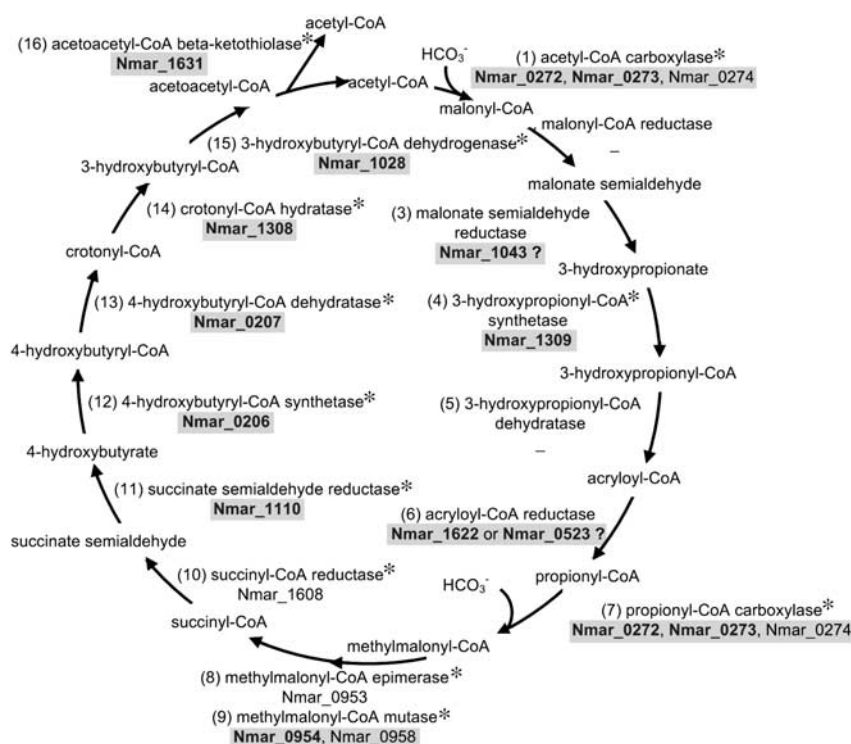 acetyl-CoA
(16) acetoacetyl-CoA beta-ketothiolase*
Nmar_1631
acetoacetyl-CoA
acetyl-CoA
HCO₃⁻
(1) acetyl-CoA carboxylase*
Nmar_0272, Nmar_0273, Nmar_0274
malonyl-CoA
malonyl-CoA reductase
–
(15) 3-hydroxybutyryl-CoA dehydrogenase*
Nmar_1028
3-hydroxybutyryl-CoA
malonate semialdehyde
(14) crotonyl-CoA hydratase*
Nmar_1308
(3) malonate semialdehyde
reductase
Nmar_1043 ?
crotonyl-CoA
3-hydroxypropionate
(13) 4-hydroxybutyryl-CoA dehydratase*
Nmar_0207
(4) 3-hydroxypropionyl-CoA*
synthetase
Nmar_1309
4-hydroxybutyryl-CoA
3-hydroxypropionyl-CoA
(12) 4-hydroxybutyryl-CoA synthetase*
Nmar_0206
(5) 3-hydroxypropionyl-CoA
dehydratase
–
4-hydroxybutyrate
acryloyl-CoA
(11) succinate semialdehyde reductase*
Nmar_1110
(6) acryloyl-CoA reductase
Nmar_1622 or Nmar_0523 ?
succinate semialdehyde
propionyl-CoA
(10) succinyl-CoA reductase*
Nmar_1608
HCO₃⁻
(7) propionyl-CoA carboxylase*
Nmar_0272, Nmar_0273, Nmar_0274
succinyl-CoA
methylmalonyl-CoA
(8) methylmalonyl-CoA epimerase*
Nmar_0953
(9) methylmalonyl-CoA mutase*
Nmar_0954, Nmar_0958